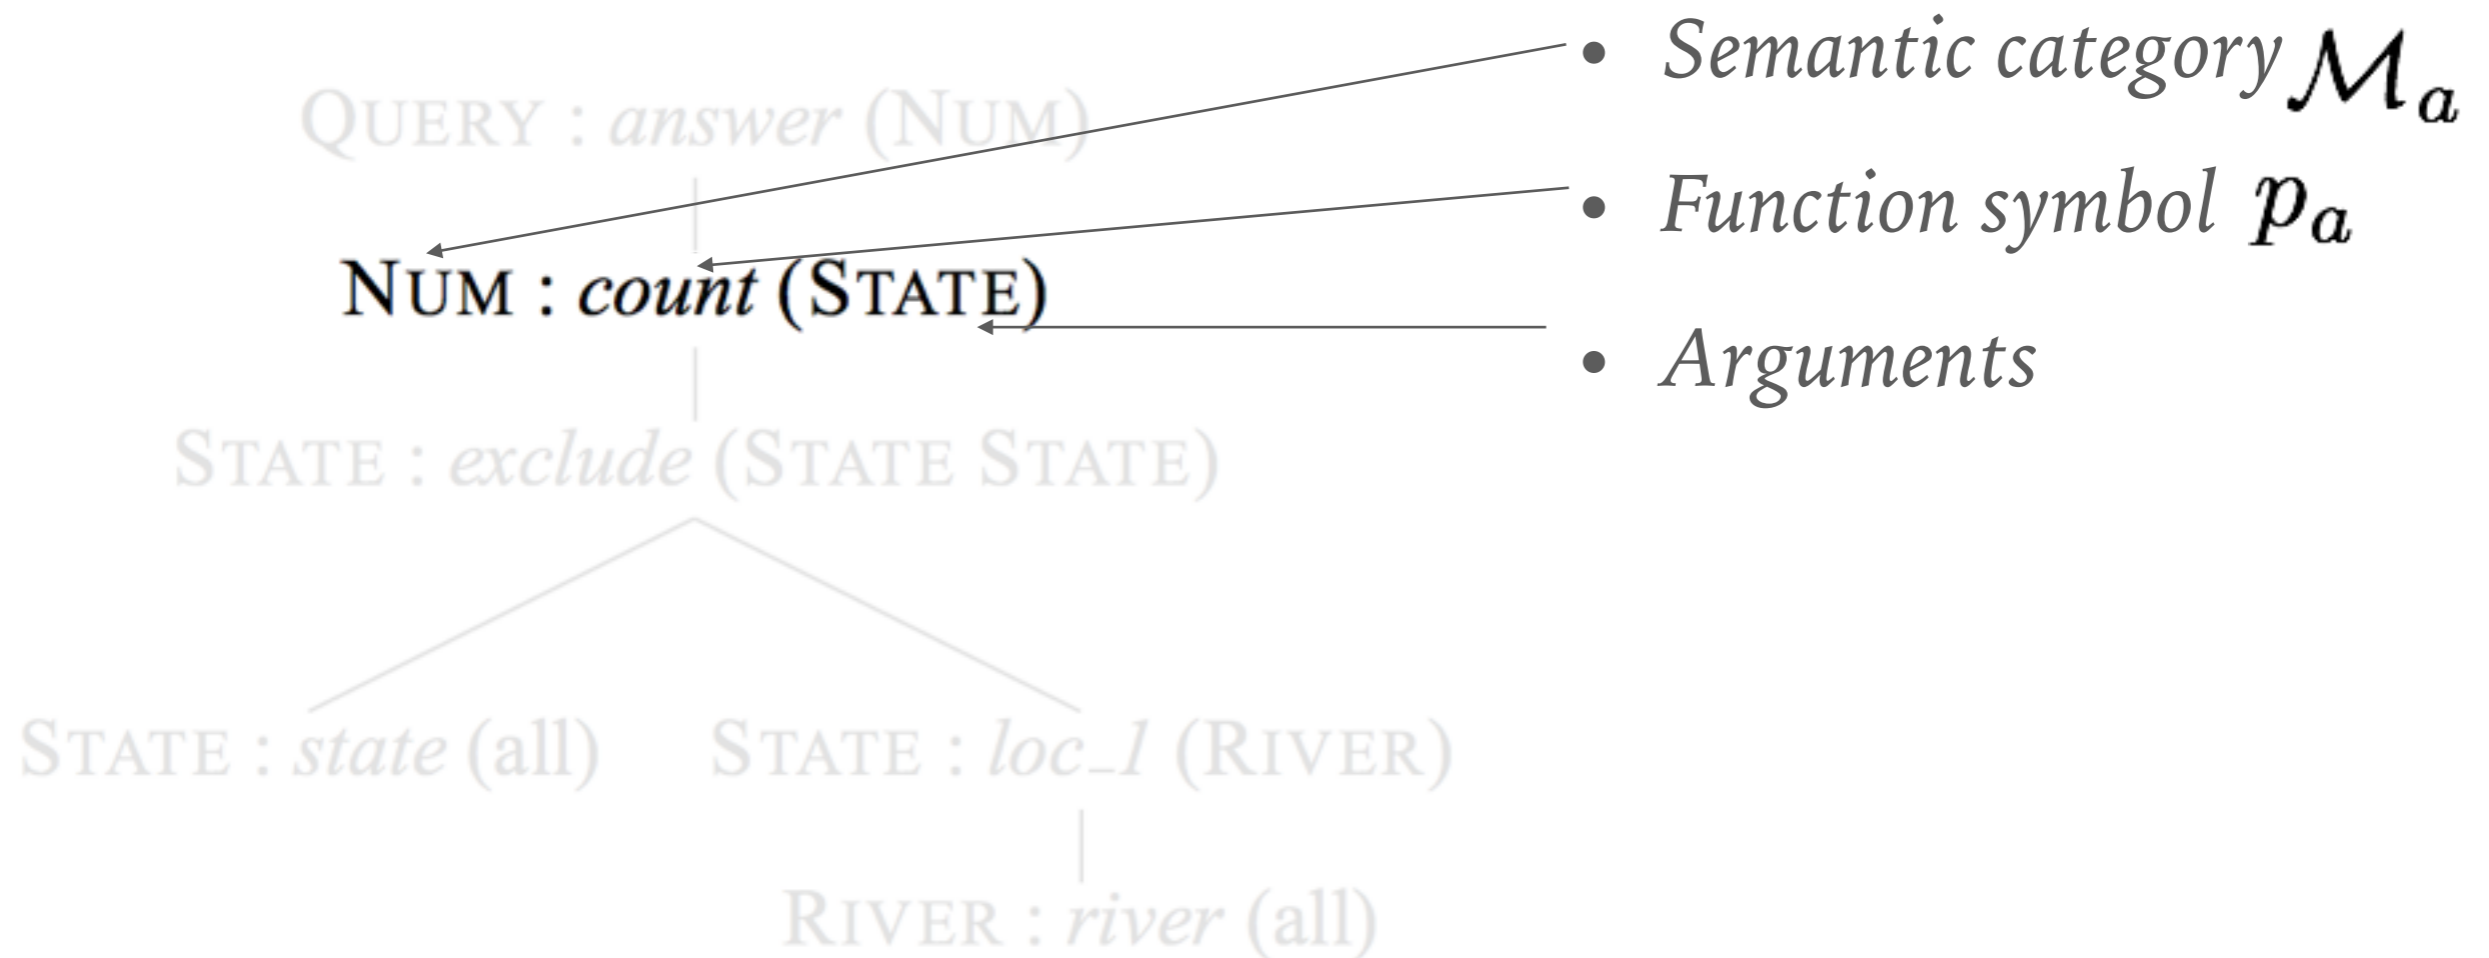 QUERY : answer (NUM)
NUM : count (STATE)
STATE : exclude (STATE STATE)
STATE : state (all) STATE : loc_1 (RIVER)
RIVER : river (all)
• Semantic category ℳₐ
• Function symbol pₐ
• Arguments